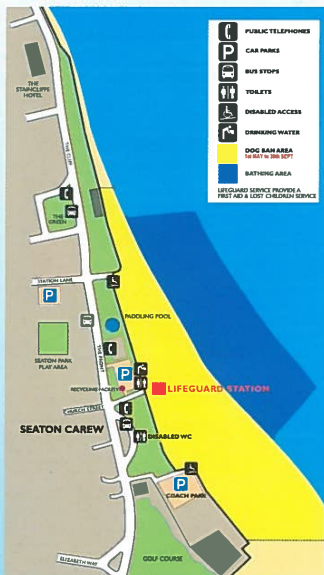 PUBLIC TELEPHONES
P
CAR PARKS
BUS STOPS
TOILETS
DISABLED ACCESS
DRINKING WATER
DOG BAN AREA
1st MAY to 30th SEPT
BATHING AREA
LIFEGUARD SERVICE PROVIDE A
FIRST AID & LOST CHILDREN SERVICE
THE
STAINCLIFFE
HOTEL
THE CLIFF
THE
GREEN
STATION LANE
P
PADDLING POOL
SEATON PARK
PLAY AREA
THE FRONT
P
RECYCLING FACILITY
LIFEGUARD STATION
CHURCH STREET
SEATON CAREW
DISABLED WC
P
COACH PARK
GOLF COURSE
ELIZABETH WAY